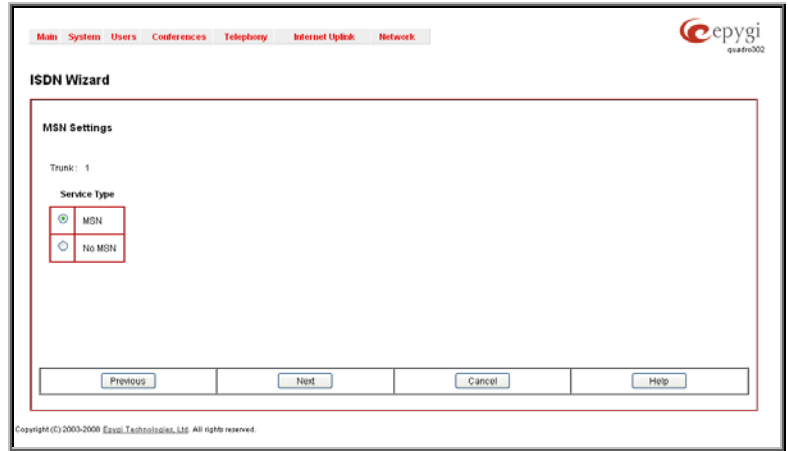 epygi
quadro302
Main System Users Conferences Telephony Internet Uplink Network
ISDN Wizard
MSN Settings
Trunk: 1
Service Type
MSN
No MSN
Previous Next Cancel Help
Copyright (C) 2003-2008 Epygi Technologies, Ltd. All rights reserved.